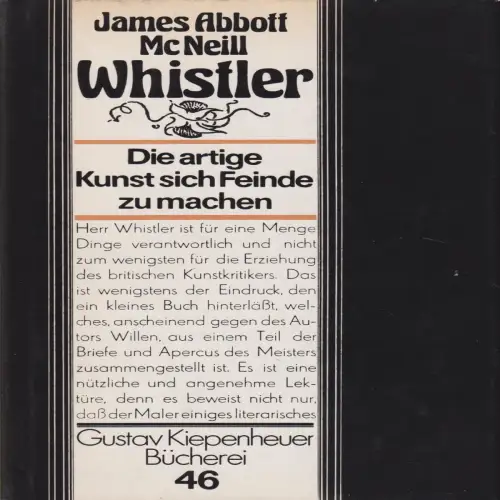 James Abbott
Mc Neill
Whistler
Die artige
Kunst sich Feinde
zu machen
Herr Whistler ist für eine Menge
Dinge verantwortlich und nicht
zum wenigsten für die Erziehung
des britischen Kunstkritikers. Das
ist wenigstens der Eindruck, den
ein kleines Buch hinterläßt, wel-
ches, anscheinend gegen des Au-
tors Willen, aus einem Teil der
Briefe und Apercus des Meisters
zusammengestellt ist. Es ist eine
nützliche und angenehme Lek-
türe, denn es beweist nicht nur,
daß der Maler einiges literarisches
Gustav Kiepenheuer
Bücherei
46